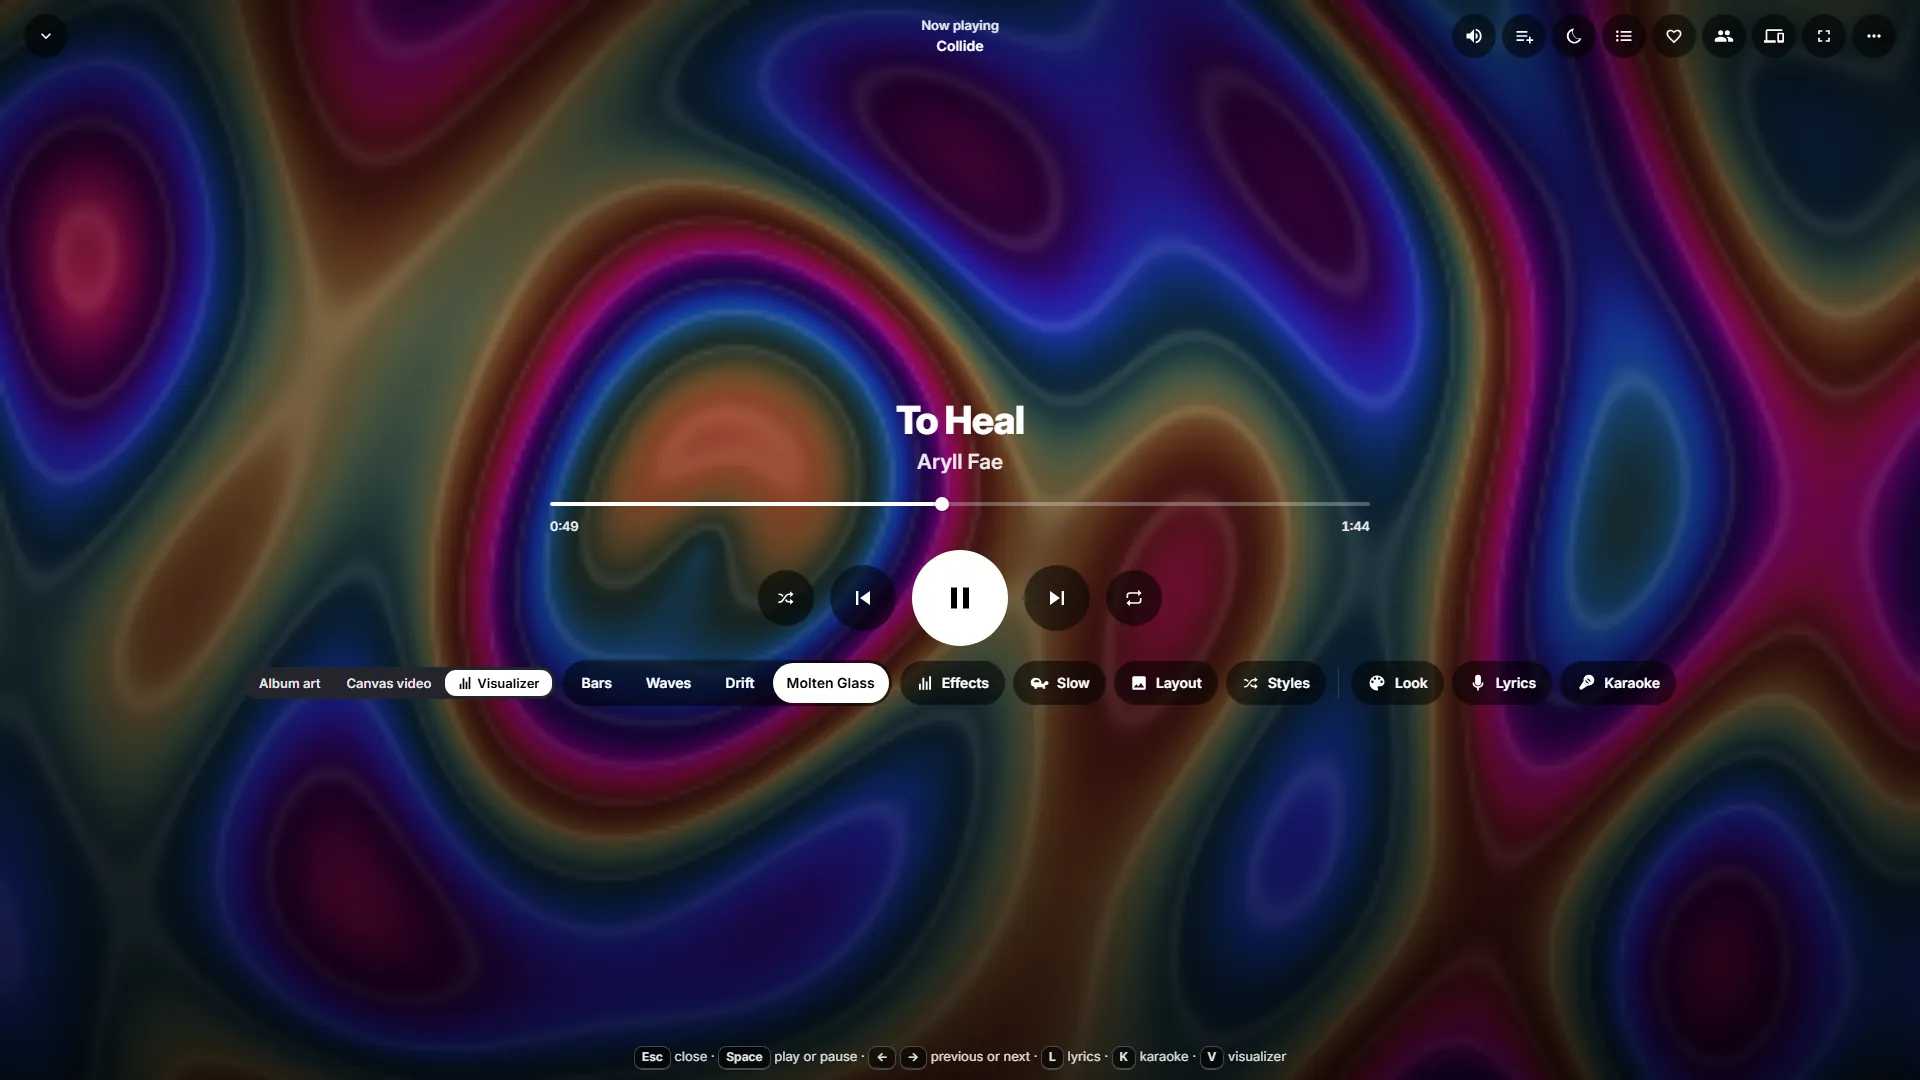 Now playing
Collide
To Heal
Aryll Fae
0:49 1:44
Album art Canvas video Visualizer Bars Waves Drift Molten Glass Effects Slow Layout Styles Look Lyrics Karaoke
Esc close · Space play or pause · ← → previous or next · L lyrics · K karaoke · V visualizer